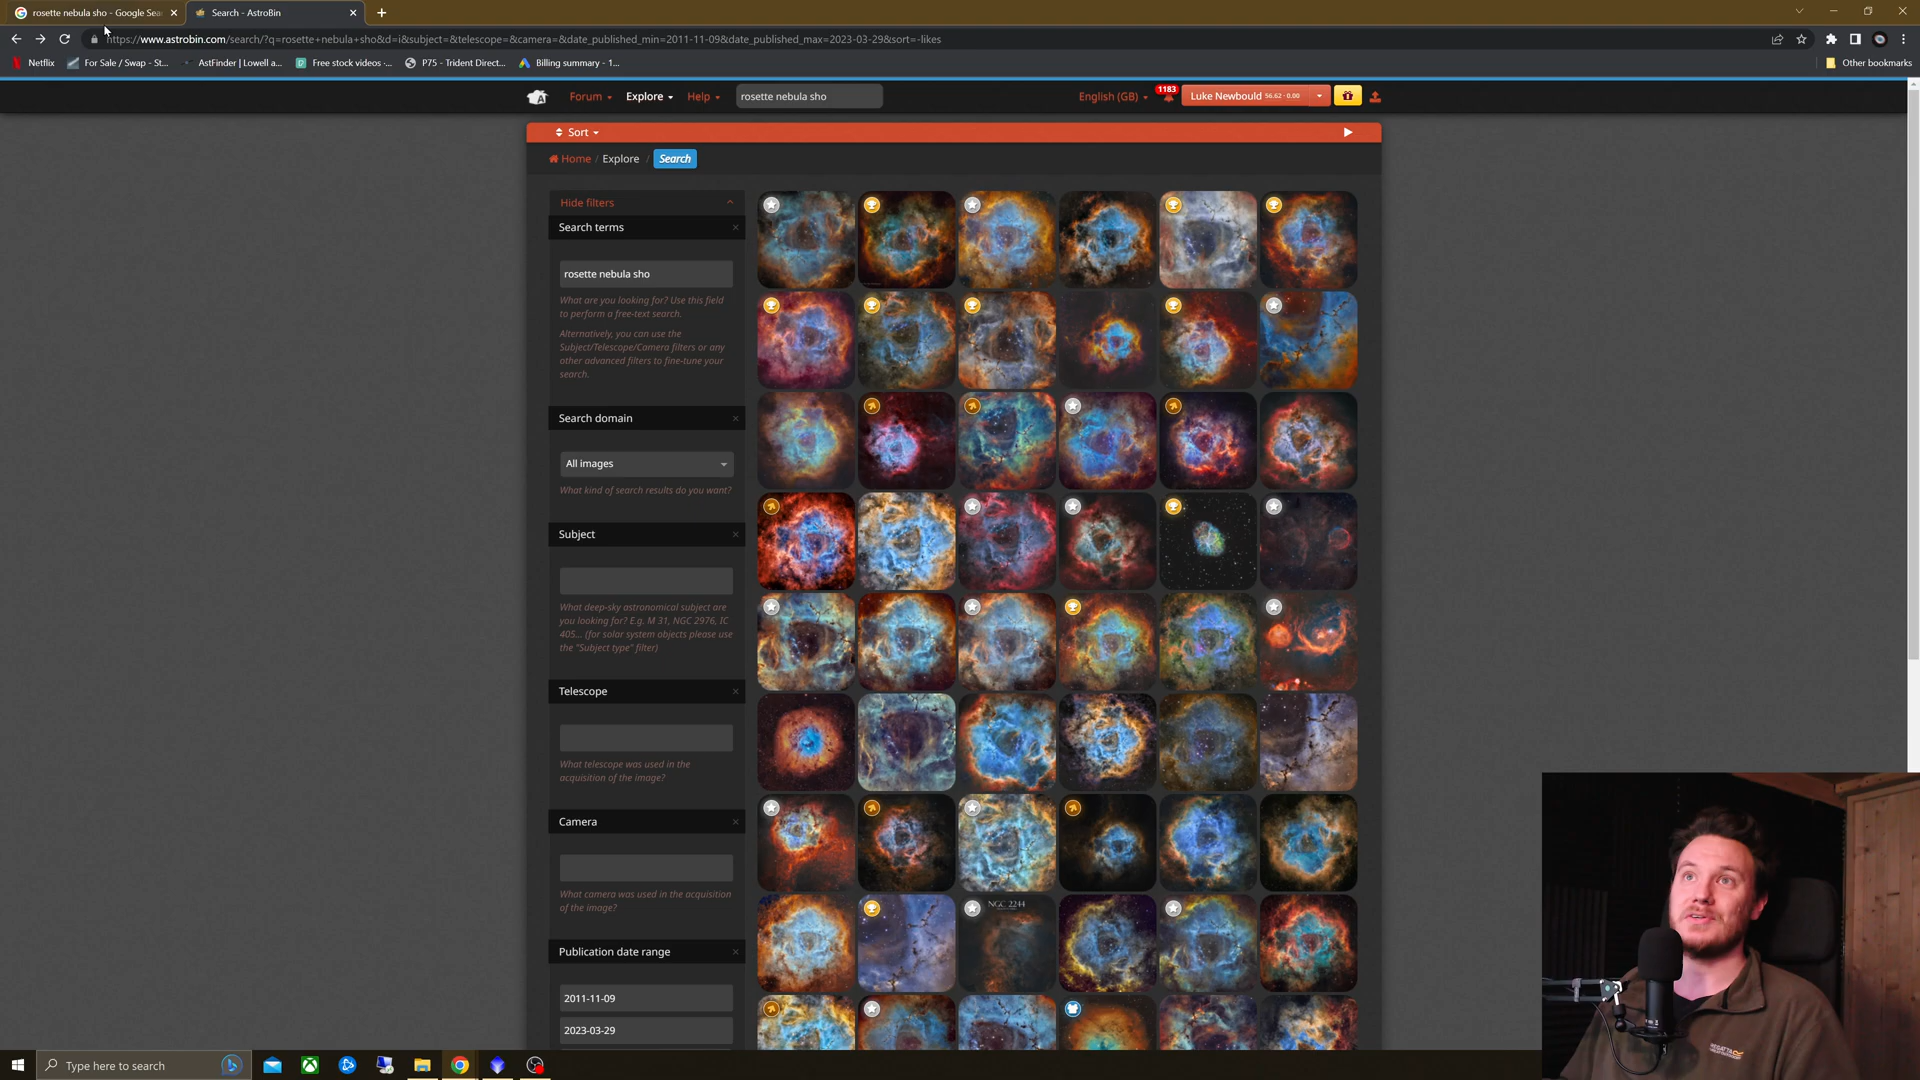 rosette nebula sho - Google Sea
Search - AstroBin
https://www.astrobin.com/search/?q=rosette+nebula+sho&d=i&subject=&telescope=&camera=&date_published_min=2011-11-09&date_published_max=2023-03-29&sort=-likes
Netflix
For Sale / Swap - St...
AstFinder | Lowell a...
Free stock videos -...
P75 - Trident Direct...
Billing summary - 1...
Other bookmarks
Forum
Explore
Help
rosette nebula sho
English (GB)
1183
Luke Newbould 56.62 · 0.00
Sort
Home / Explore / Search
Hide filters
Search terms
rosette nebula sho
What are you looking for? Use this field
to perform a free-text search.
Alternatively, you can use the
Subject/Telescope/Camera filters or any
other advanced filters to fine-tune your
search.
Search domain
All images
What kind of search results do you want?
Subject
What deep-sky astronomical subject are
you looking for? E.g. M 31, NGC 2976, IC
405... (for solar system objects please use
the "Subject type" filter)
Telescope
What telescope was used in the
acquisition of the image?
Camera
What camera was used in the acquisition
of the image?
NGC 2244
Publication date range
2011-11-09
2023-03-29
Type here to search
REGATTA